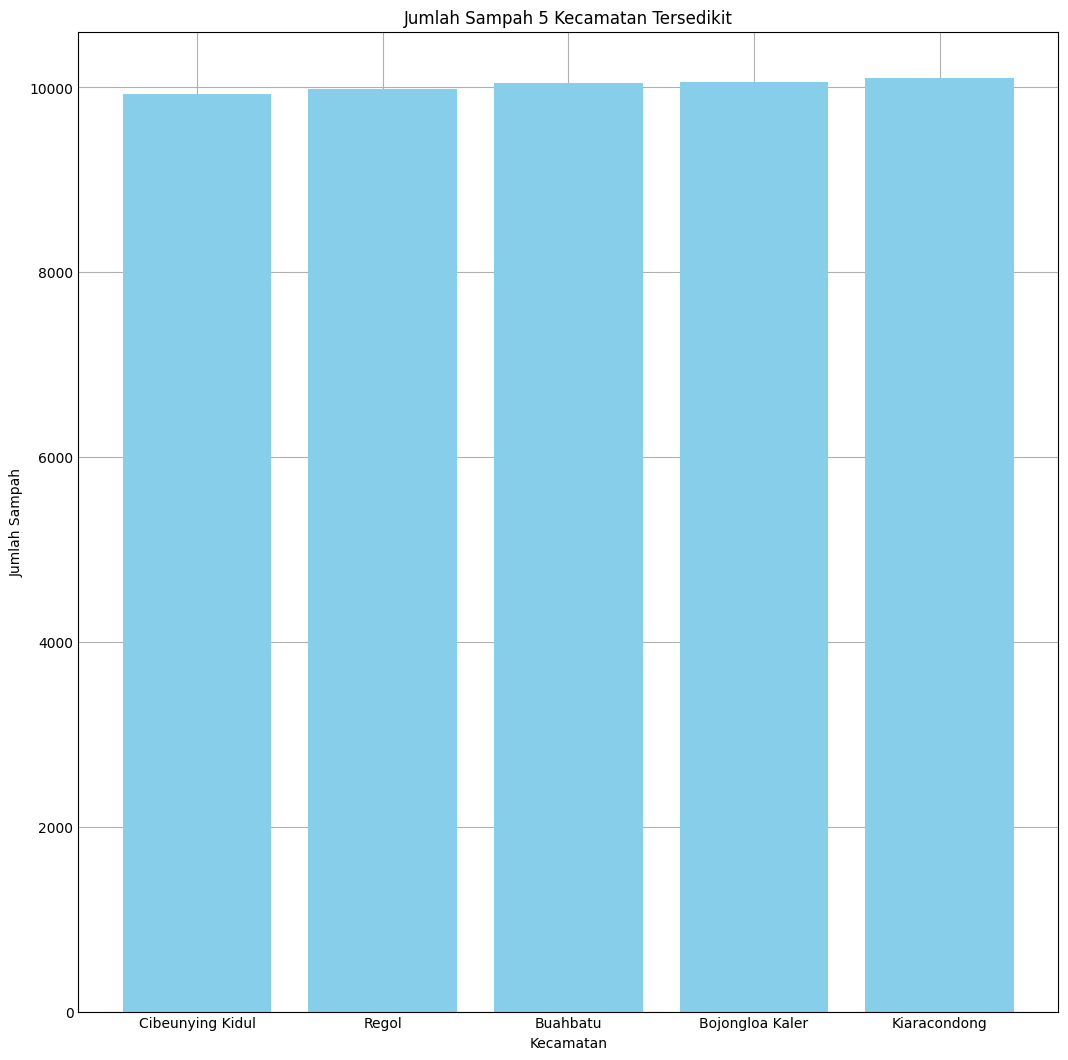 Jumlah Sampah 5 Kecamatan Tersedikit
Jumlah Sampah
10000
8000
6000
4000
2000
0
Cibeunying Kidul Regol Buahbatu Bojongloa Kaler Kiaracondong
Kecamatan